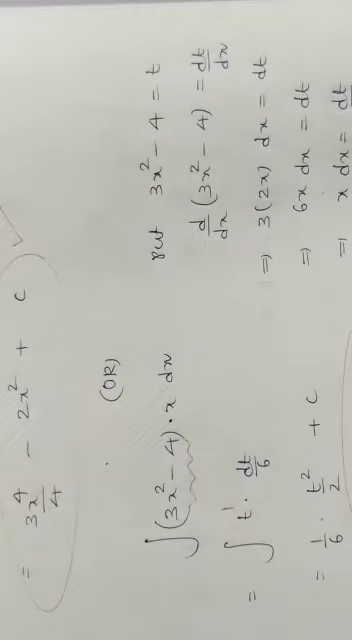 = 3x⁴/4 - 2x² + c
(OR)
∫(3x² - 4)·x dx
= ∫ t¹ · dt/6
= 1/6 · t²/2 + c
put 3x² - 4 = t
d/dx (3x² - 4) = dt/dx
⇒ 3(2x) dx = dt
⇒ 6x dx = dt
⇒ x dx = dt